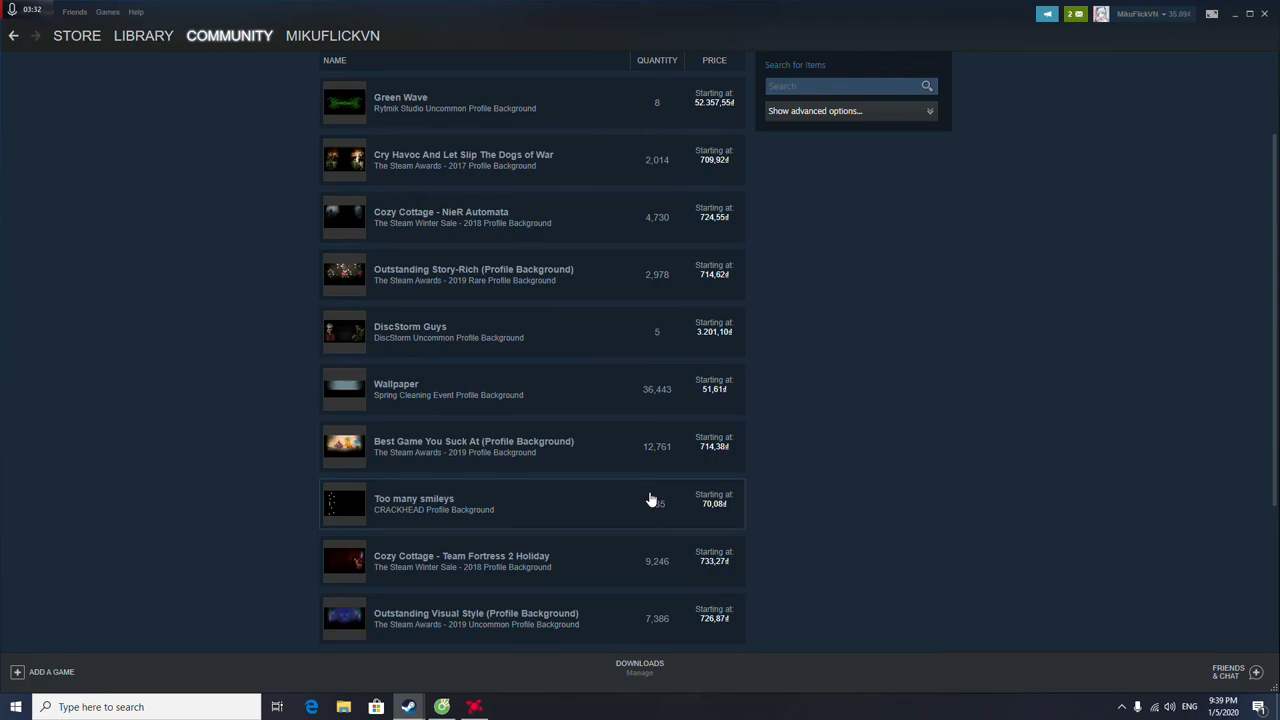 03:32
Friends Games Help
2
MikuFlickVN 35.09₫
STORE LIBRARY COMMUNITY MIKUFLICKVN
NAME QUANTITY PRICE
Search for Items
Search
Show advanced options...
Green Wave
Rytmik Studio Uncommon Profile Background
8
Starting at:
52.357,55₫
Cry Havoc And Let Slip The Dogs of War
The Steam Awards - 2017 Profile Background
2,014
Starting at:
709,92₫
Cozy Cottage - NieR Automata
The Steam Winter Sale - 2018 Profile Background
4,730
Starting at:
724,55₫
Outstanding Story-Rich (Profile Background)
The Steam Awards - 2019 Rare Profile Background
2,978
Starting at:
714,62₫
DiscStorm Guys
DiscStorm Uncommon Profile Background
5
Starting at:
3.201,10₫
Wallpaper
Spring Cleaning Event Profile Background
36,443
Starting at:
51,61₫
Best Game You Suck At (Profile Background)
The Steam Awards - 2019 Profile Background
12,761
Starting at:
714,38₫
Too many smileys
CRACKHEAD Profile Background
Starting at:
70,08₫
Cozy Cottage - Team Fortress 2 Holiday
The Steam Winter Sale - 2018 Profile Background
9,246
Starting at:
733,27₫
Outstanding Visual Style (Profile Background)
The Steam Awards - 2019 Uncommon Profile Background
7,386
Starting at:
726,87₫
ADD A GAME
DOWNLOADS
Manage
FRIENDS
& CHAT
Type here to search
ENG
9:39 PM
1/5/2020